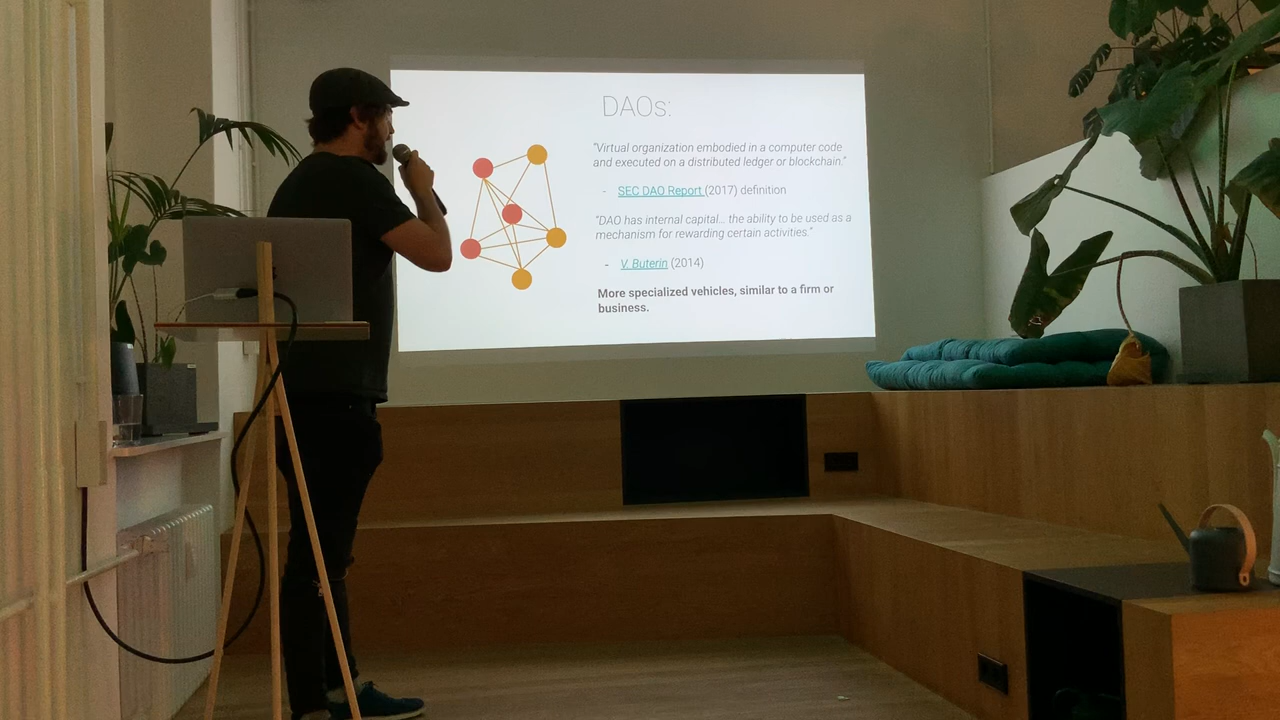 DAOs:
"Virtual organization embodied in a computer code
and executed on a distributed ledger or blockchain."
- SEC DAO Report (2017) definition
"DAO has internal capital... the ability to be used as a
mechanism for rewarding certain activities."
- V. Buterin (2014)
More specialized vehicles, similar to a firm or
business.